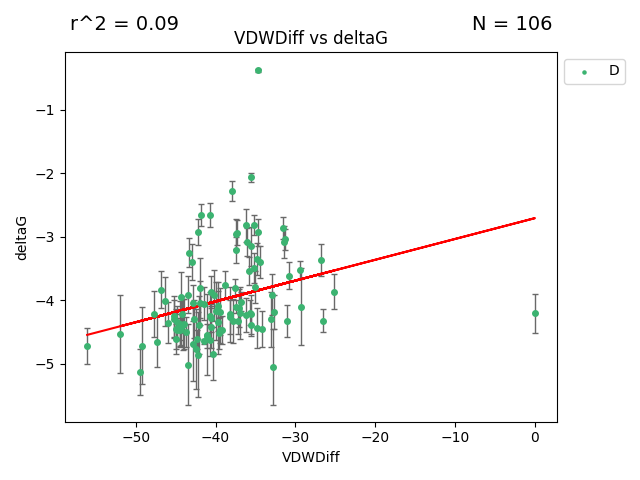 r^2 = 0.09
N = 106
VDWDiff vs deltaG
D
−1
−2
−3
−4
−5
deltaG
−50
−40
−30
−20
−10
0
VDWDiff